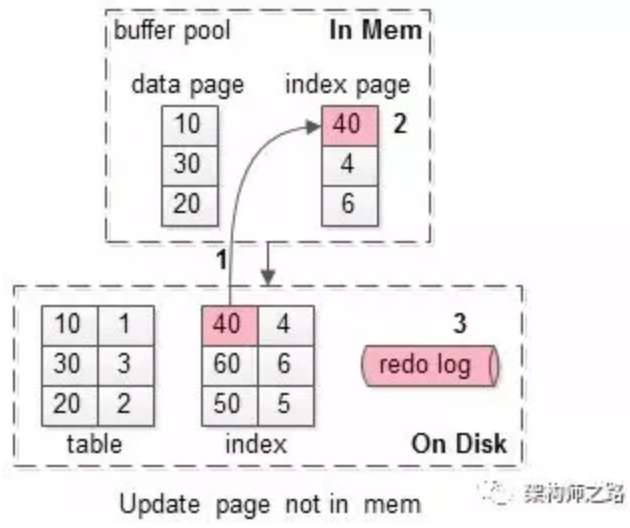 buffer pool In Mem
data page index page
10 40 2
30 4
20 6
1
10 1 40 4 3
30 3 60 6 redo log
20 2 50 5
table index On Disk
Update page not in mem
架构师之路